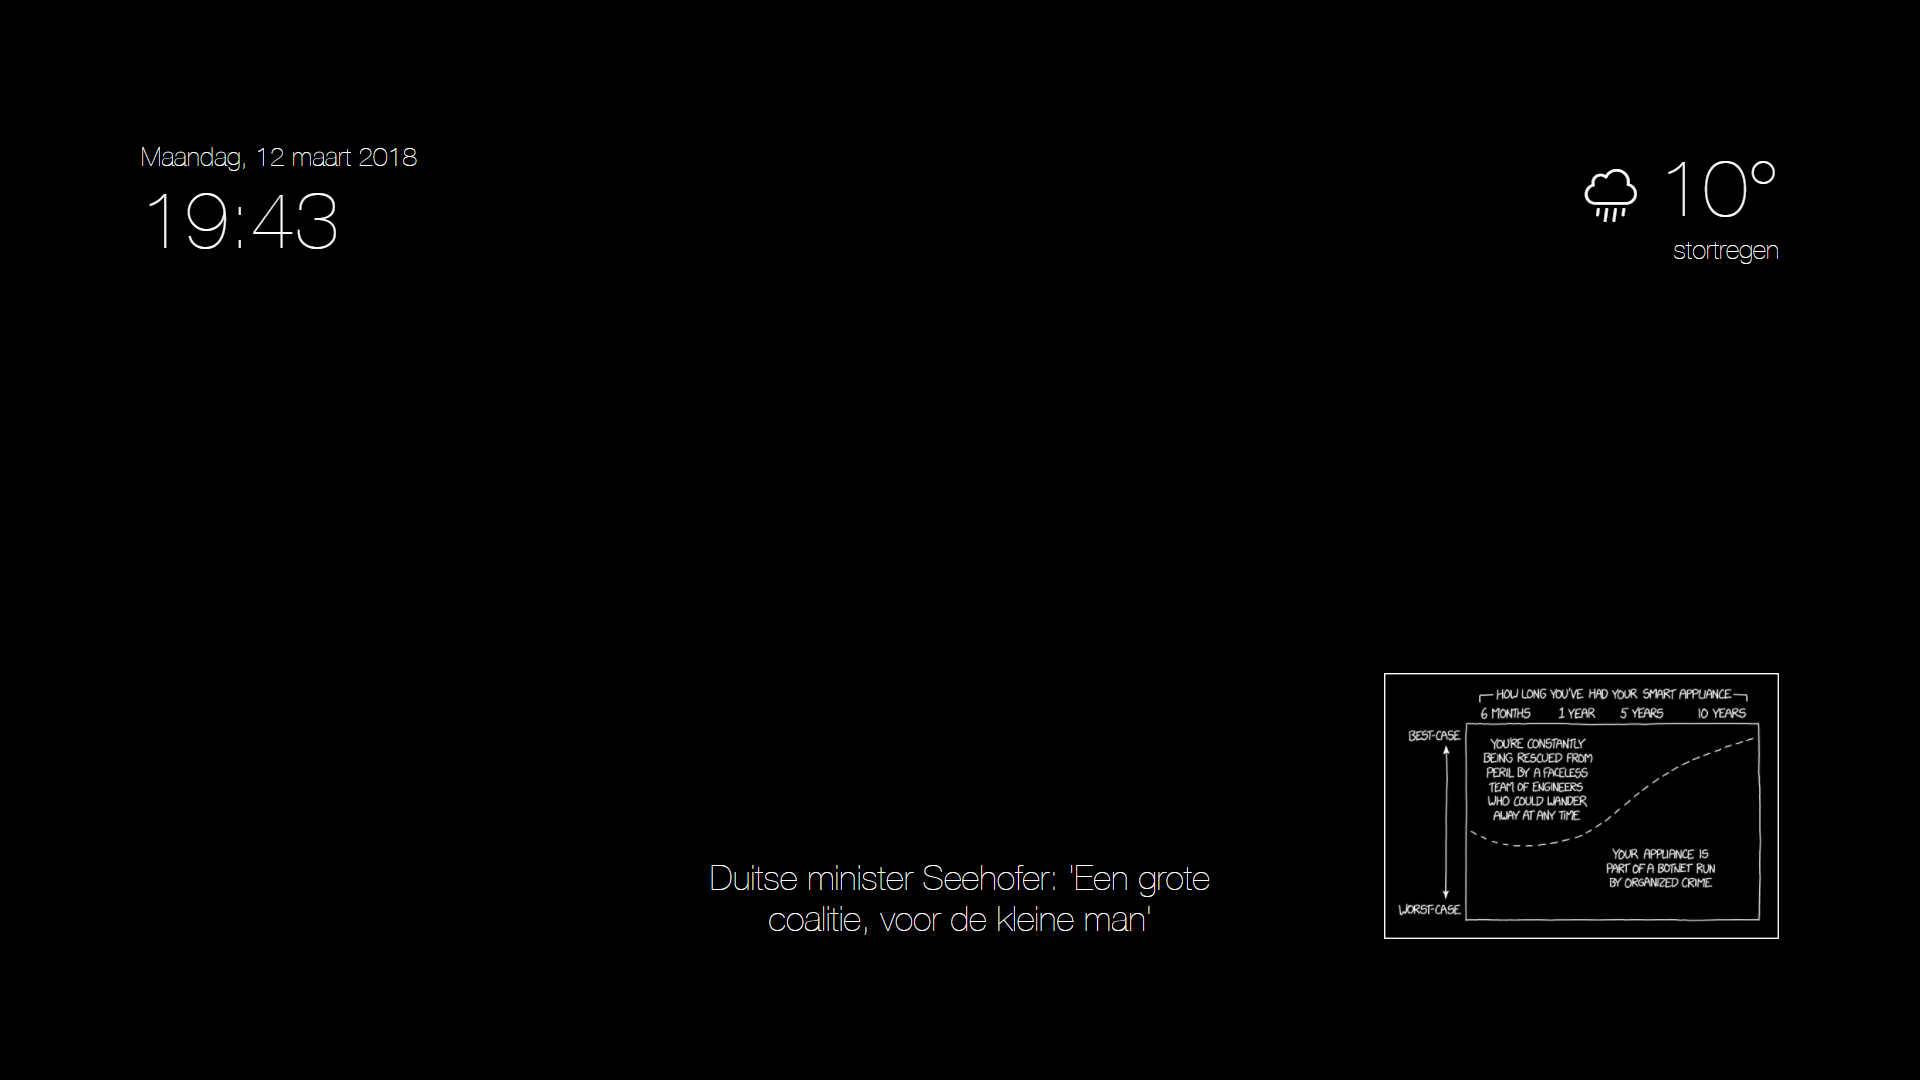 Maandag, 12 maart 2018
19:43
10°
stortregen
HOW LONG YOU'VE HAD YOUR SMART APPLIANCE
6 MONTHS 1 YEAR 5 YEARS 10 YEARS
BEST-CASE
YOU'RE CONSTANTLY
BEING RESCUED FROM
PERIL BY A FACELESS
TEAM OF ENGINEERS
WHO COULD WANDER
AWAY AT ANY TIME
YOUR APPLIANCE IS
PART OF A BOTNET RUN
BY ORGANIZED CRIME
WORST-CASE
Duitse minister Seehofer: 'Een grote
coalitie, voor de kleine man'